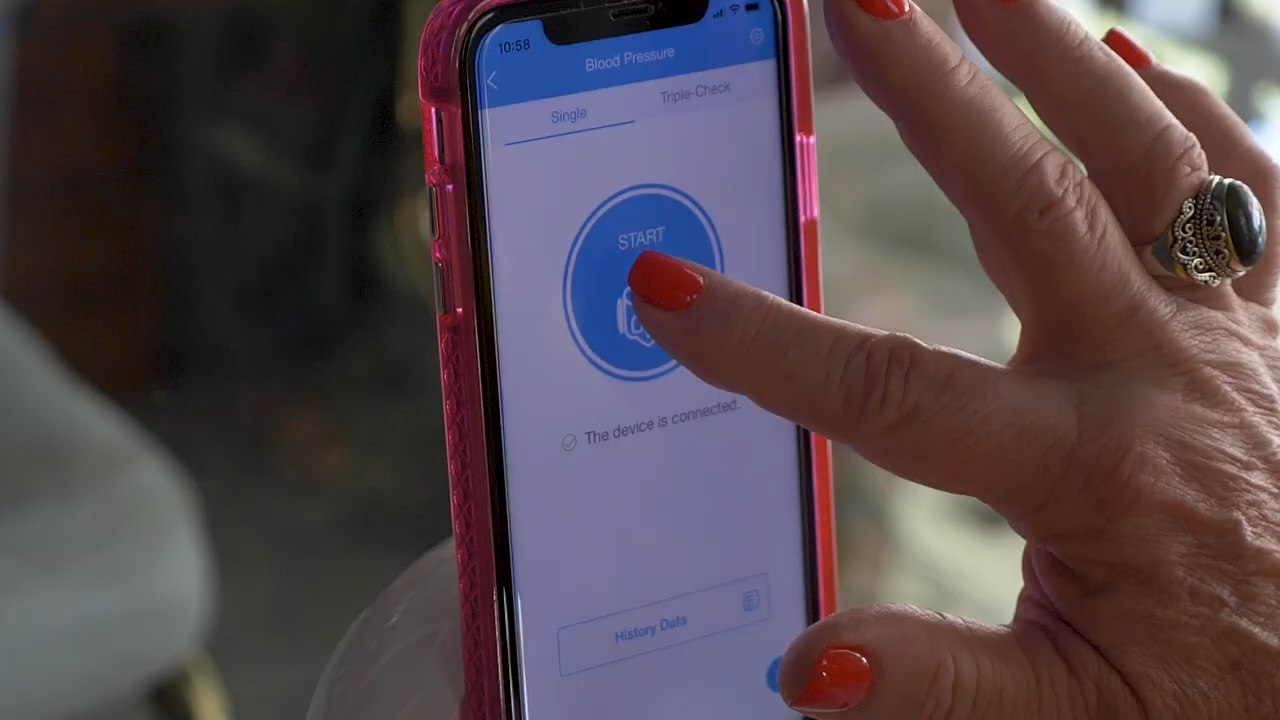 10:58
Blood Pressure
Single
Triple-Check
START
The device is connected.
History Data